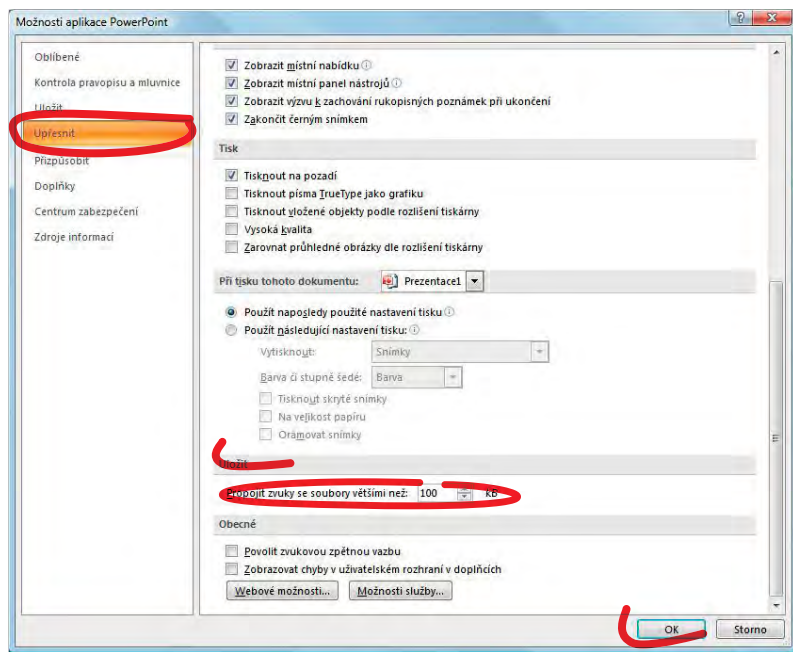 Možnosti aplikace PowerPoint
Oblíbené
Kontrola pravopisu a mluvnice
Uložit
Upřesnit
Přizpůsobit
Doplňky
Centrum zabezpečení
Zdroje informací
Zobrazit místní nabídku
Zobrazit místní panel nástrojů
Zobrazit výzvu k zachování rukopisných poznámek při ukončení
Zakončit černým snímkem
Tisk
Tisknout na pozadí
Tisknout písma TrueType jako grafiku
Tisknout vložené objekty podle rozlišení tiskárny
Vysoká kvalita
Zarovnat průhledné obrázky dle rozlišení tiskárny
Při tisku tohoto dokumentu: Prezentace1
Použít naposledy použité nastavení tisku
Použít následující nastavení tisku:
Vytisknout: Snímky
Barva či stupně šedé: Barva
Tisknout skryté snímky
Na velikost papíru
Orámovat snímky
Uložit
Propojit zvuky se soubory většími než: 100 kB
Obecné
Povolit zvukovou zpětnou vazbu
Zobrazovat chyby v uživatelském rozhraní v doplňcích
Webové možnosti... Možnosti služby...
OK Storno